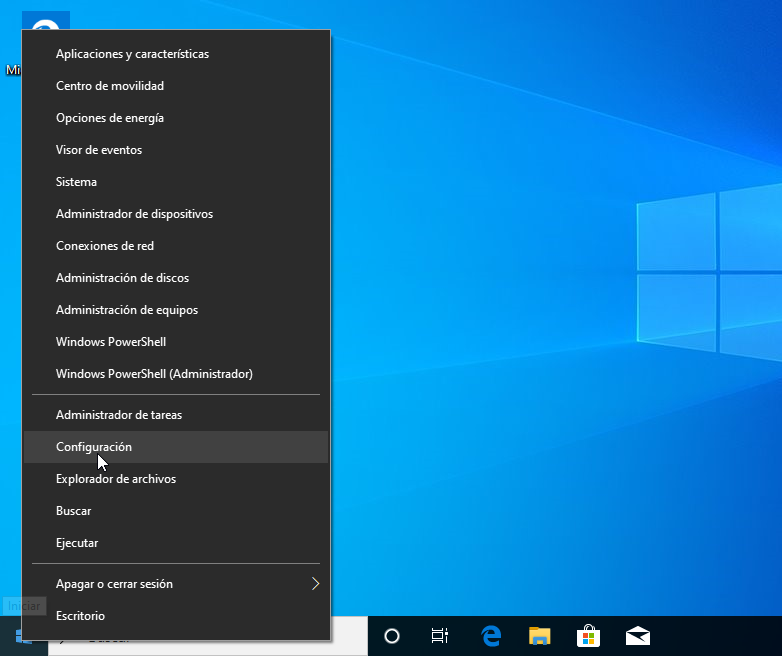 Mi
Aplicaciones y características
Centro de movilidad
Opciones de energía
Visor de eventos
Sistema
Administrador de dispositivos
Conexiones de red
Administración de discos
Administración de equipos
Windows PowerShell
Windows PowerShell (Administrador)
Administrador de tareas
Configuración
Explorador de archivos
Buscar
Ejecutar
Apagar o cerrar sesión
Escritorio
Iniciar